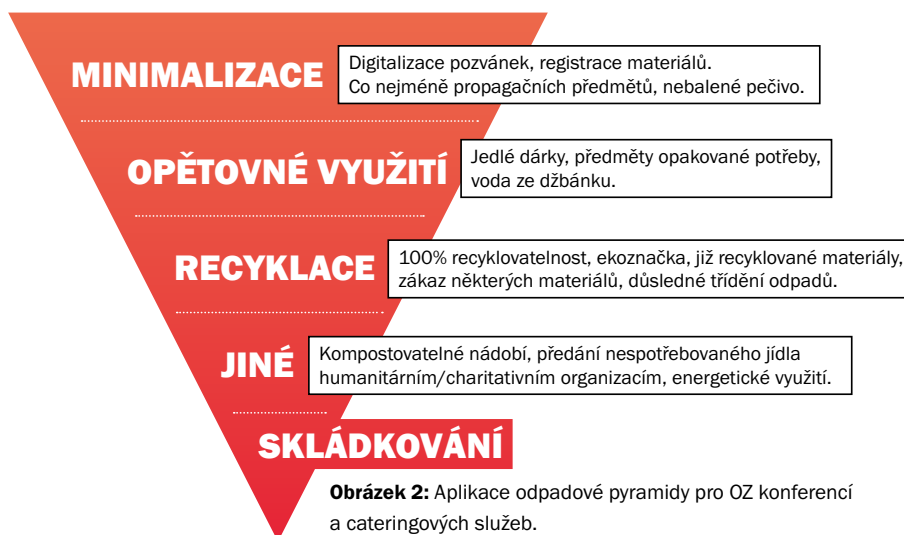 MINIMALIZACE
Digitalizace pozvánek, registrace materiálů.
Co nejméně propagačních předmětů, nebalené pečivo.
OPĚTOVNÉ VYUŽITÍ
Jedlé dárky, předměty opakované potřeby,
voda ze džbánku.
RECYKLACE
100% recyklovatelnost, ekoznačka, již recyklované materiály,
zákaz některých materiálů, důsledné třídění odpadů.
JINÉ
Kompostovatelné nádobí, předání nespotřebovaného jídla
humanitárním/charitativním organizacím, energetické využití.
SKLÁDKOVÁNÍ
Obrázek 2: Aplikace odpadové pyramidy pro OZ konferencí
a cateringových služeb.